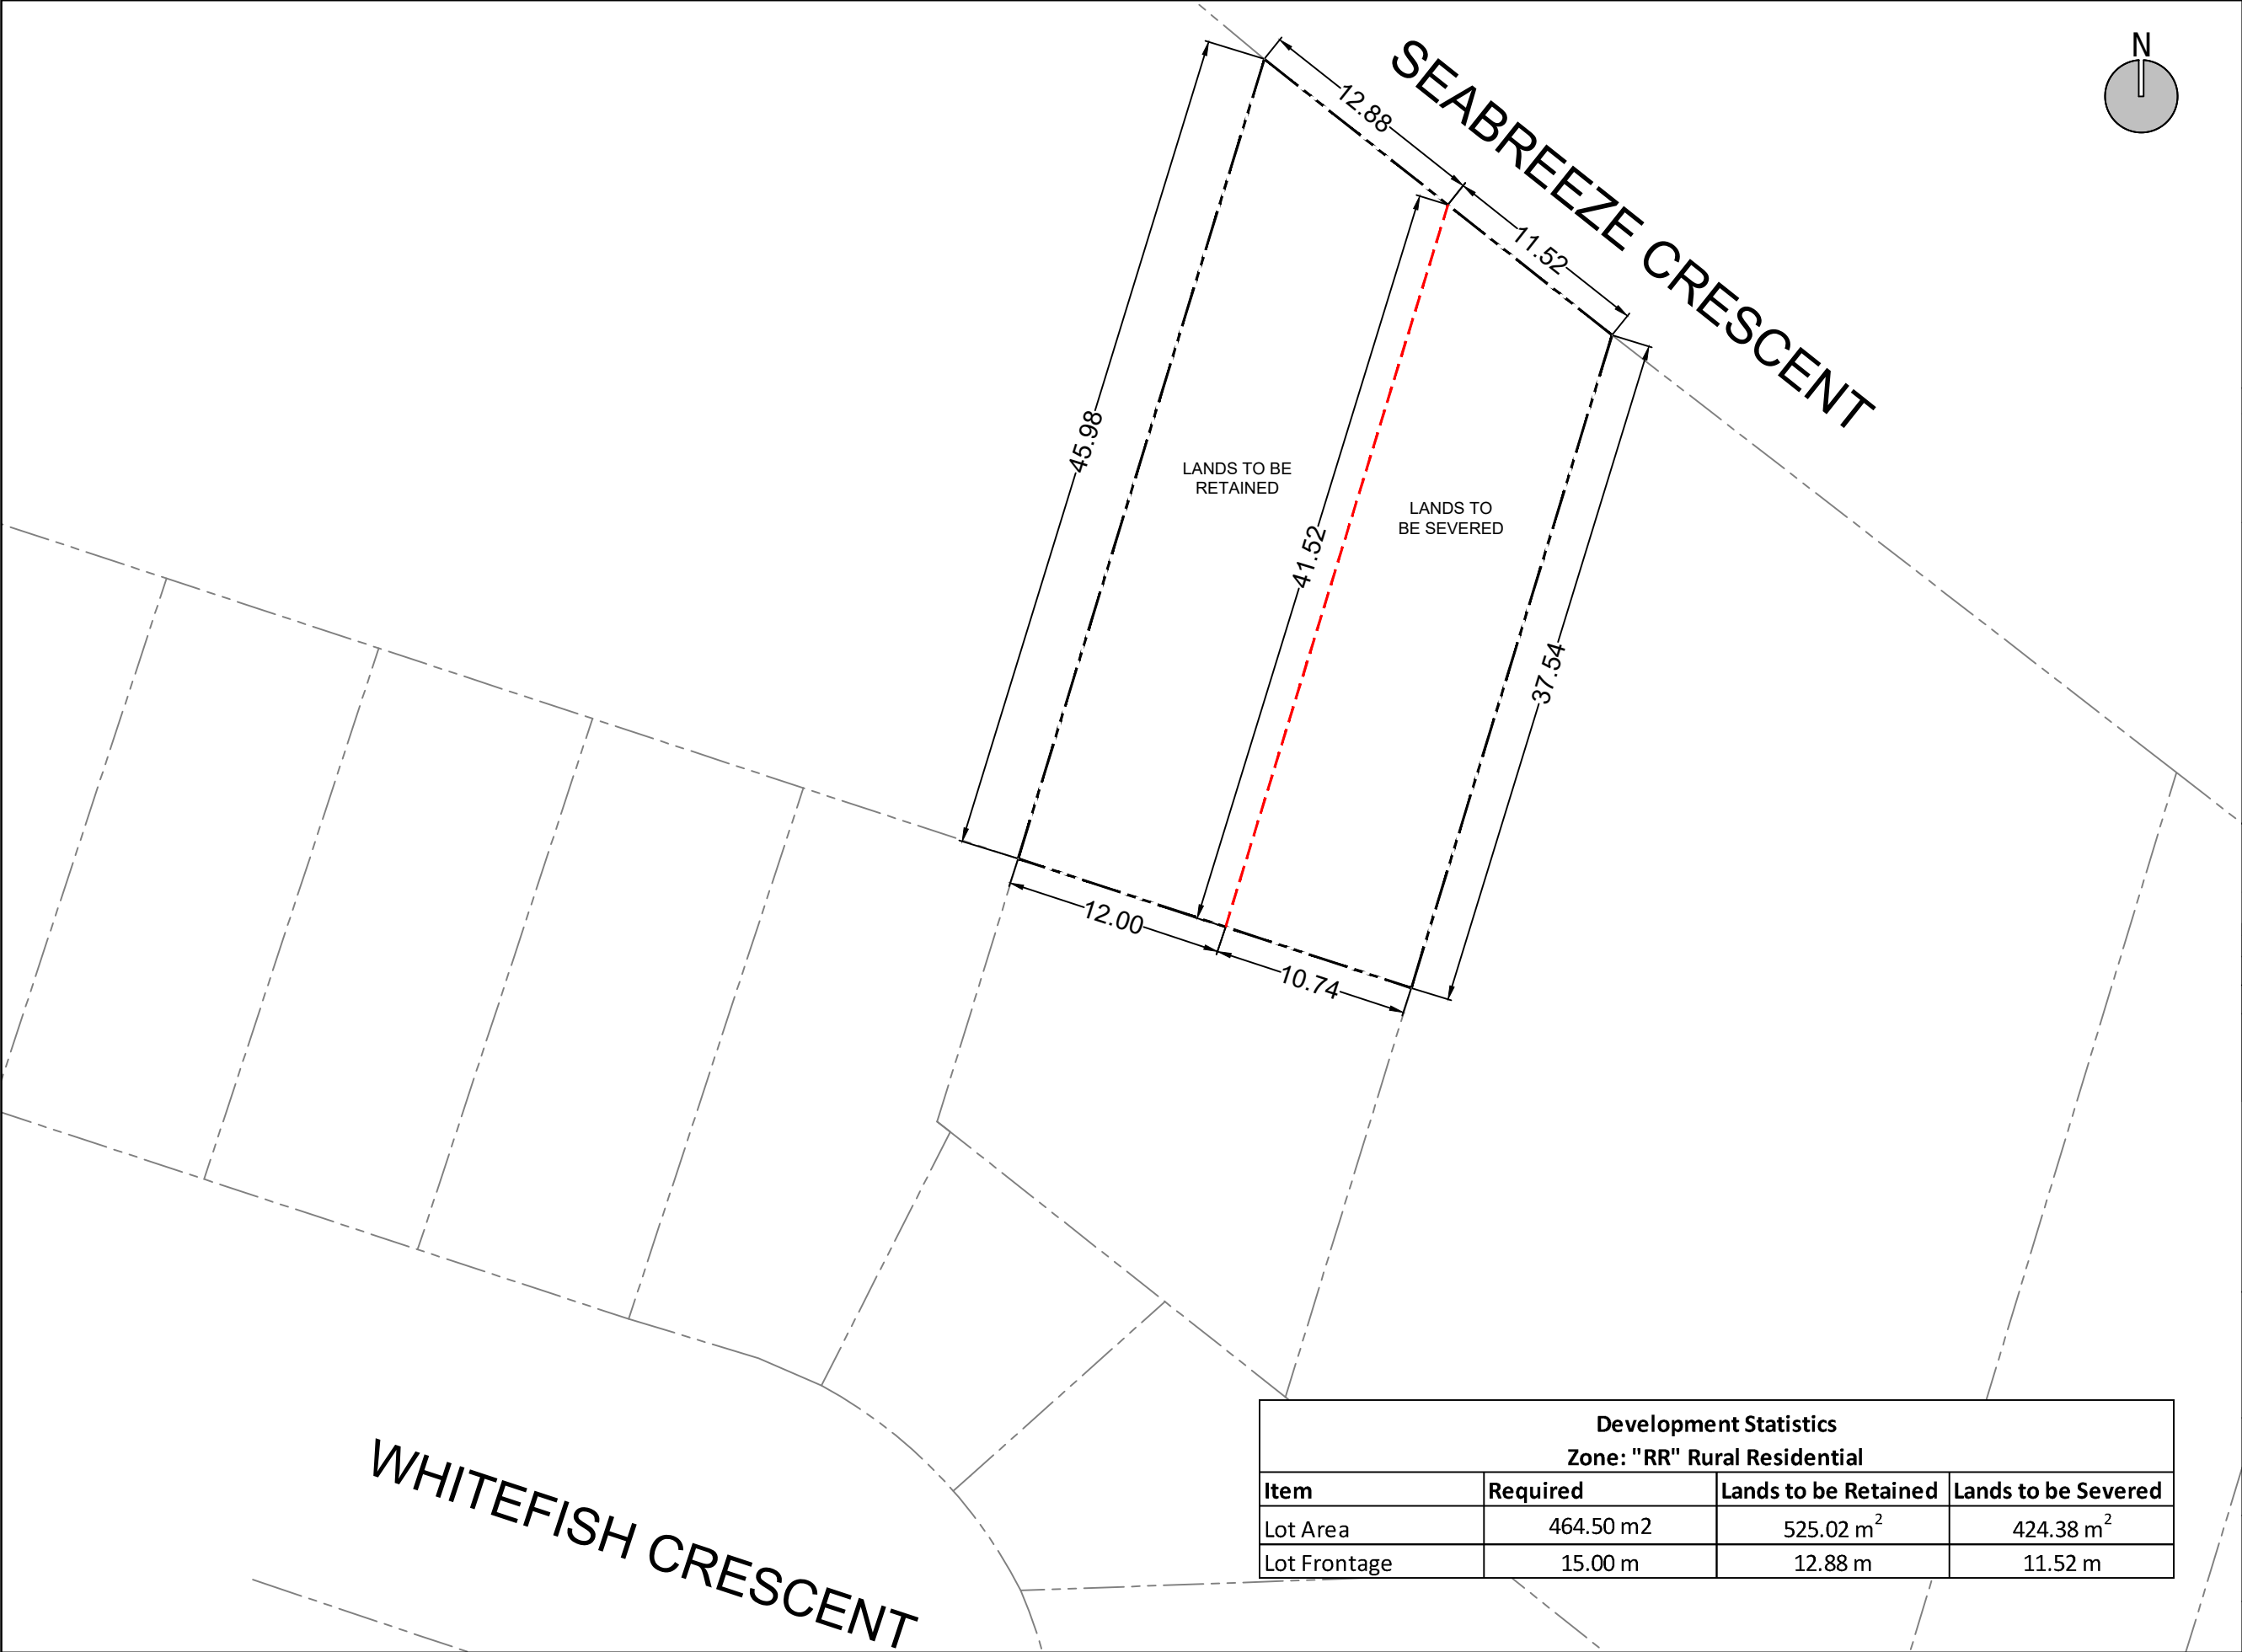 N
SEABREEZE CRESCENT
12.88
11.52
45.98
LANDS TO BE
RETAINED
LANDS TO
BE SEVERED
41.52
37.54
12.00
10.74
WHITEFISH CRESCENT
Development Statistics
Zone: "RR" Rural Residential
Item Required Lands to be Retained Lands to be Severed
Lot Area 464.50 m2 525.02 m² 424.38 m²
Lot Frontage 15.00 m 12.88 m 11.52 m